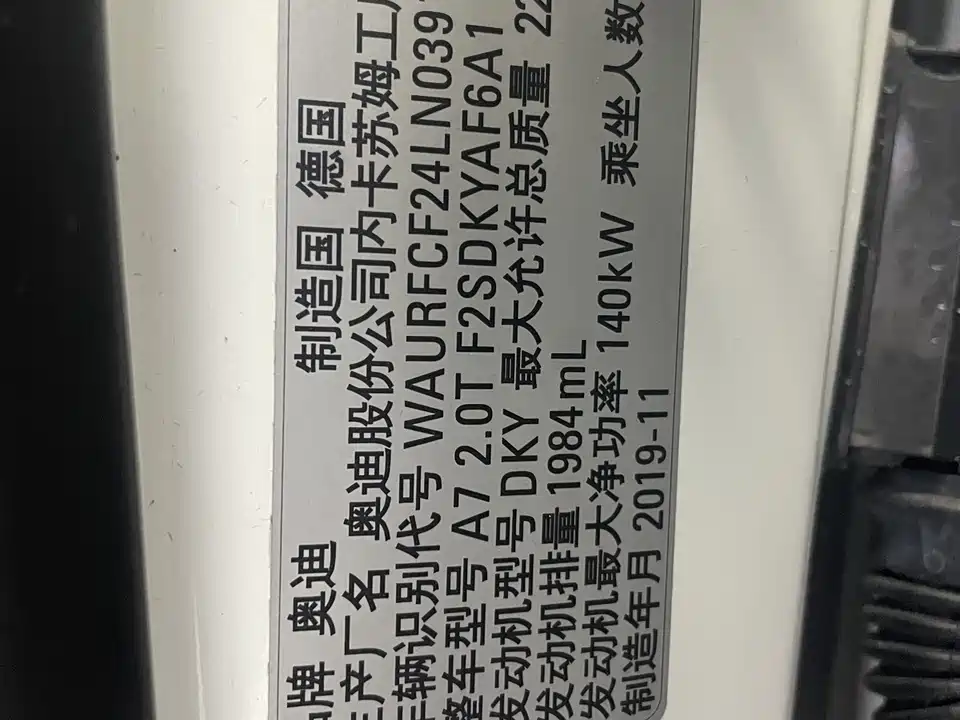 品牌 奥迪 制造国 德国
生产厂名 奥迪股份公司内卡苏姆工厂
车辆识别代号 WAURFCF24LN039
整车型号 A7 2.0T F2SDKYAF6A1
发动机型号 DKY 最大允许总质量 22
发动机排量 1984mL
发动机最大净功率 140kW 乘坐人数
制造年月 2019-11